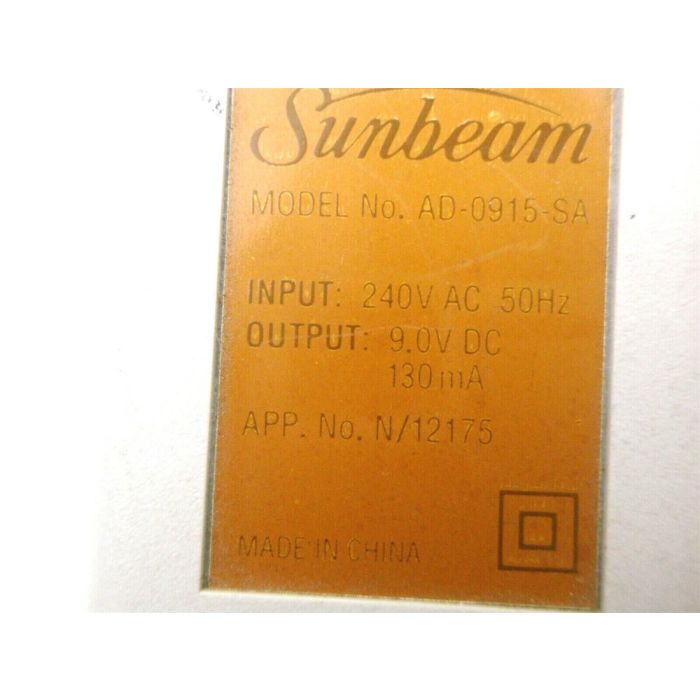 Sunbeam
MODEL No. AD-0915-SA
INPUT: 240V AC 50Hz
OUTPUT: 9.0V DC
130mA
APP. No. N/12175
MADE IN CHINA